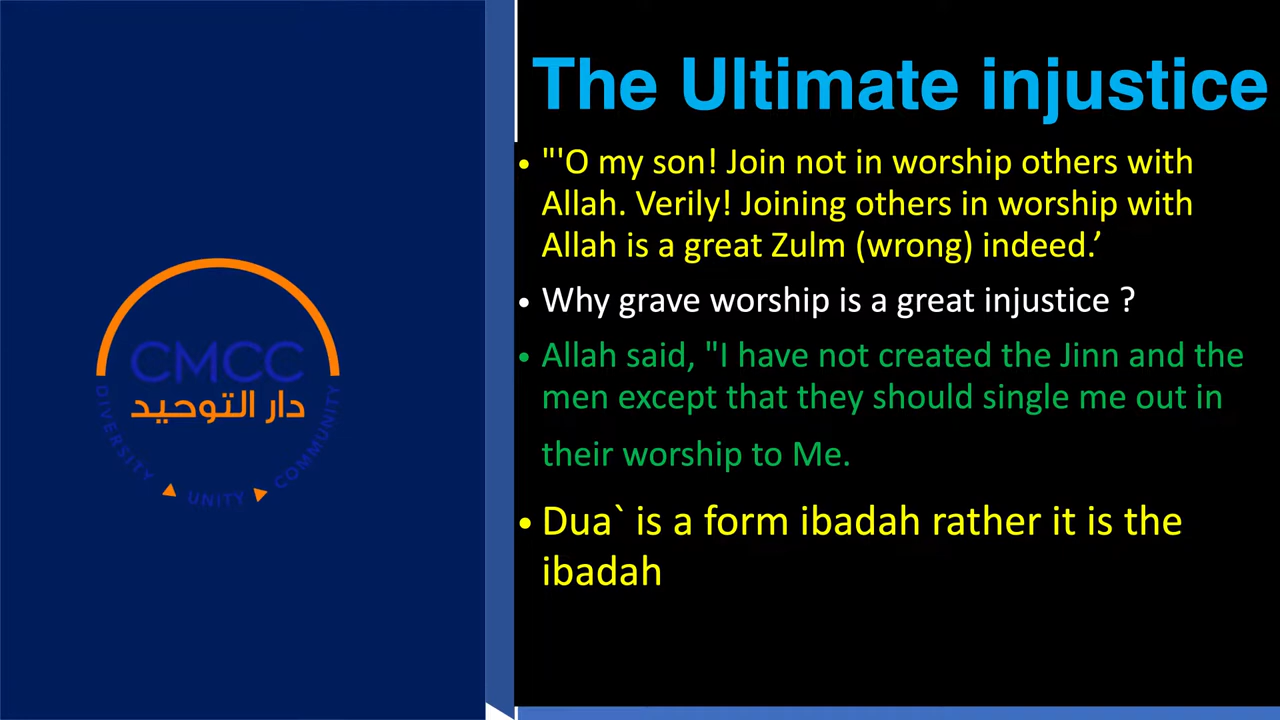 The Ultimate injustice
• "'O my son! Join not in worship others with
Allah. Verily! Joining others in worship with
Allah is a great Zulm (wrong) indeed.’
• Why grave worship is a great injustice ?
• Allah said, "I have not created the Jinn and the
men except that they should single me out in
their worship to Me.
• Dua` is a form ibadah rather it is the
ibadah
CMCC
دار التوحيد
DIVERSITY UNITY COMMUNITY